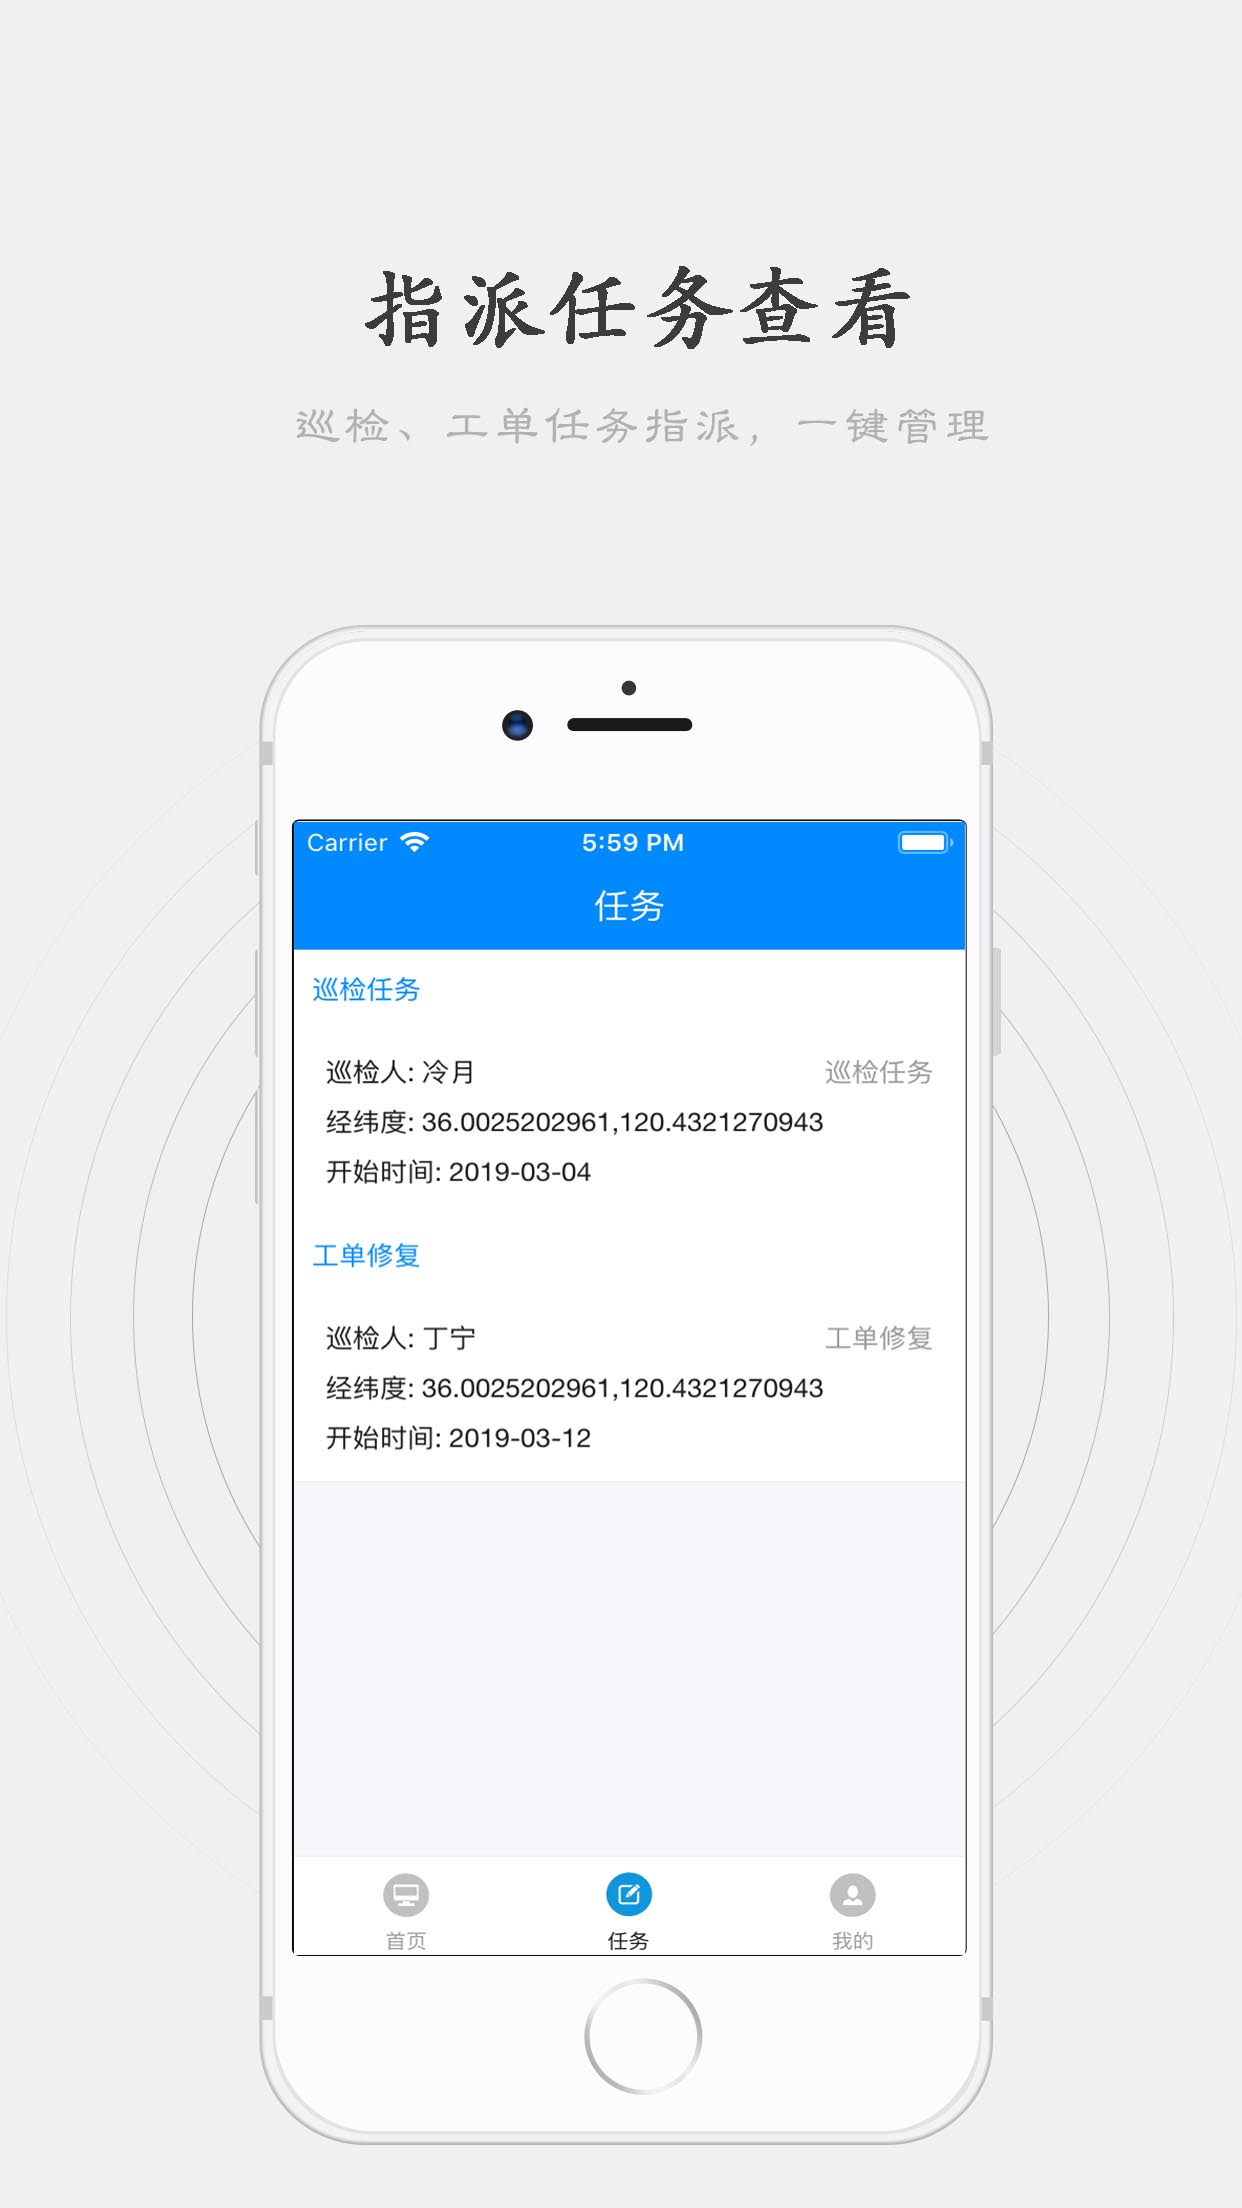 指派任务查看
巡检、工单任务指派，一键管理
Carrier 5:59 PM
任务
巡检任务
巡检人: 冷月 巡检任务
经纬度: 36.0025202961,120.4321270943
开始时间: 2019-03-04
工单修复
巡检人: 丁宁 工单修复
经纬度: 36.0025202961,120.4321270943
开始时间: 2019-03-12
首页 任务 我的